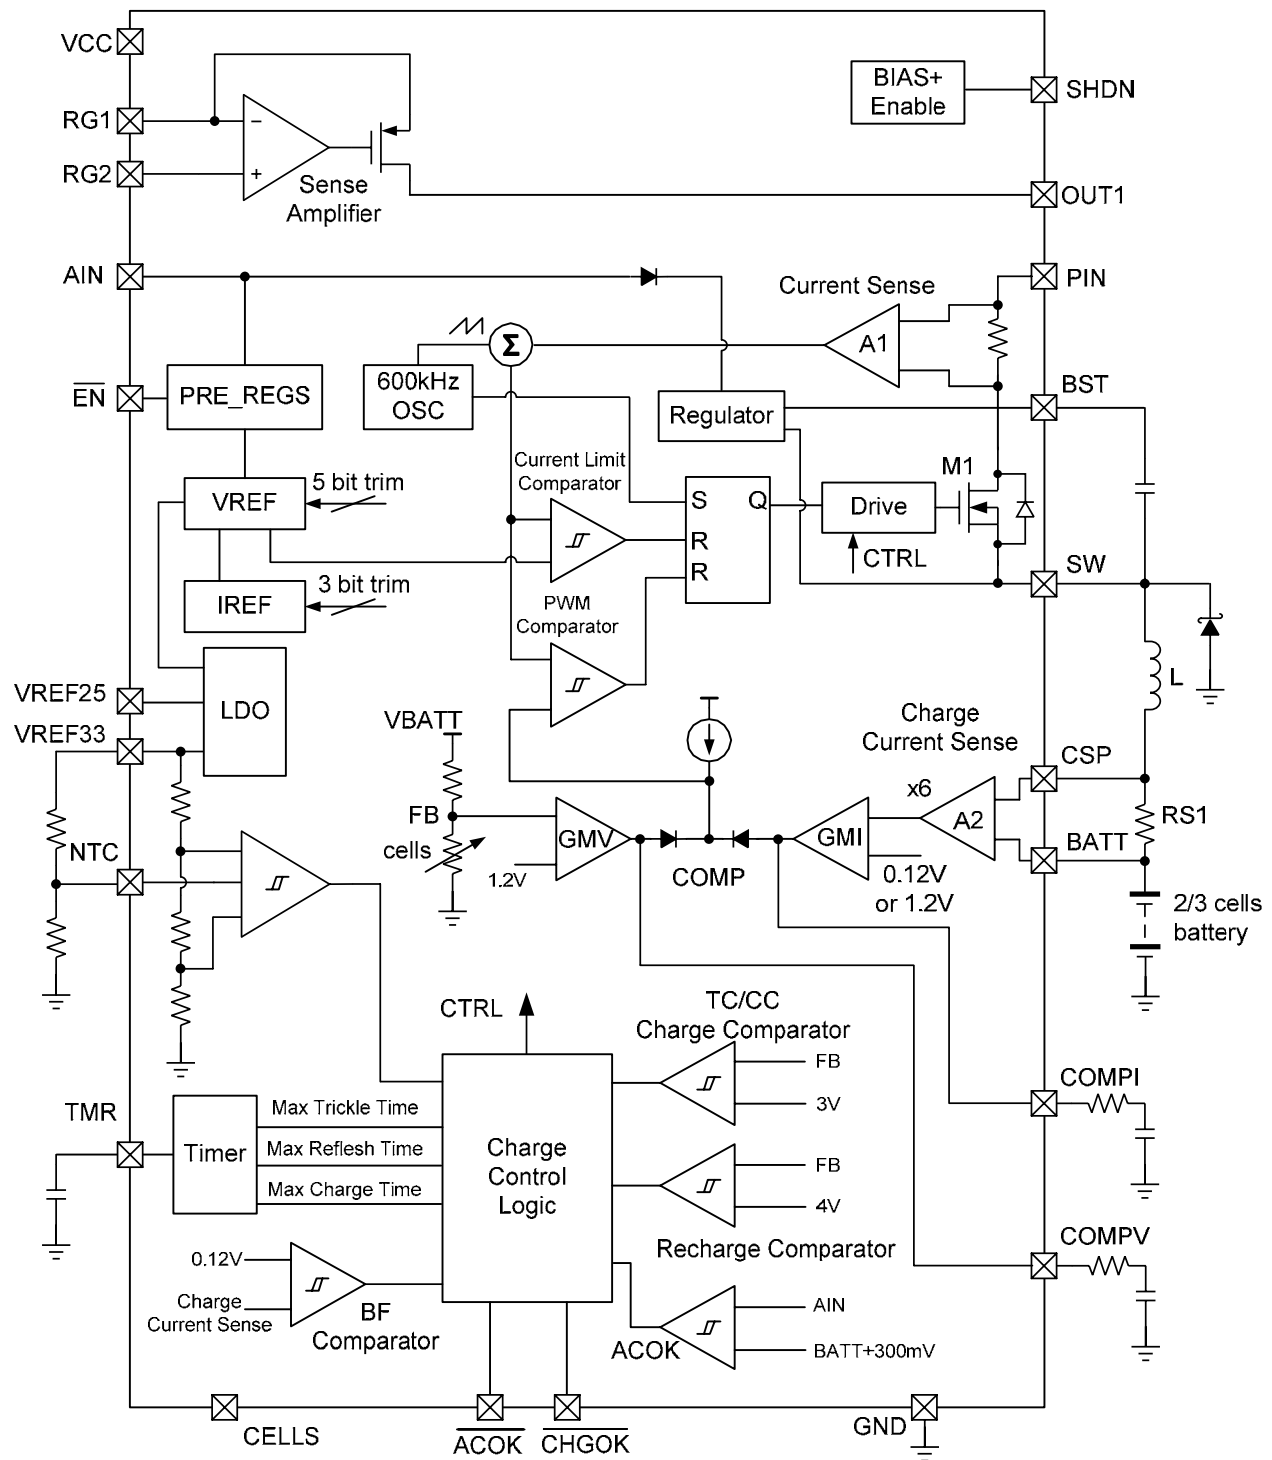 VCC
RG1
RG2
−
+
Sense
Amplifier
BIAS+
Enable
SHDN
OUT1
AIN
PIN
Current Sense
A1
Σ
600kHz
OSC
EN
PRE_REGS
BST
Regulator
VREF
5 bit trim
Current Limit
Comparator
M1
S
Q
R
R
Drive
CTRL
SW
IREF
3 bit trim
PWM
Comparator
VREF25
LDO
VREF33
L
VBATT
Charge
Current Sense
CSP
FB
x6
A2
RS1
cells
GMV
GMI
BATT
NTC
1.2V
COMP
0.12V
or 1.2V
2/3 cells
battery
CTRL
TC/CC
Charge Comparator
FB
3V
COMPI
TMR
Timer
Max Trickle Time
Max Reflesh Time
Max Charge Time
Charge
Control
Logic
FB
4V
Recharge Comparator
COMPV
0.12V
Charge
Current Sense
BF
Comparator
ACOK
AIN
BATT+300mV
CELLS
ACOK
CHGOK
GND